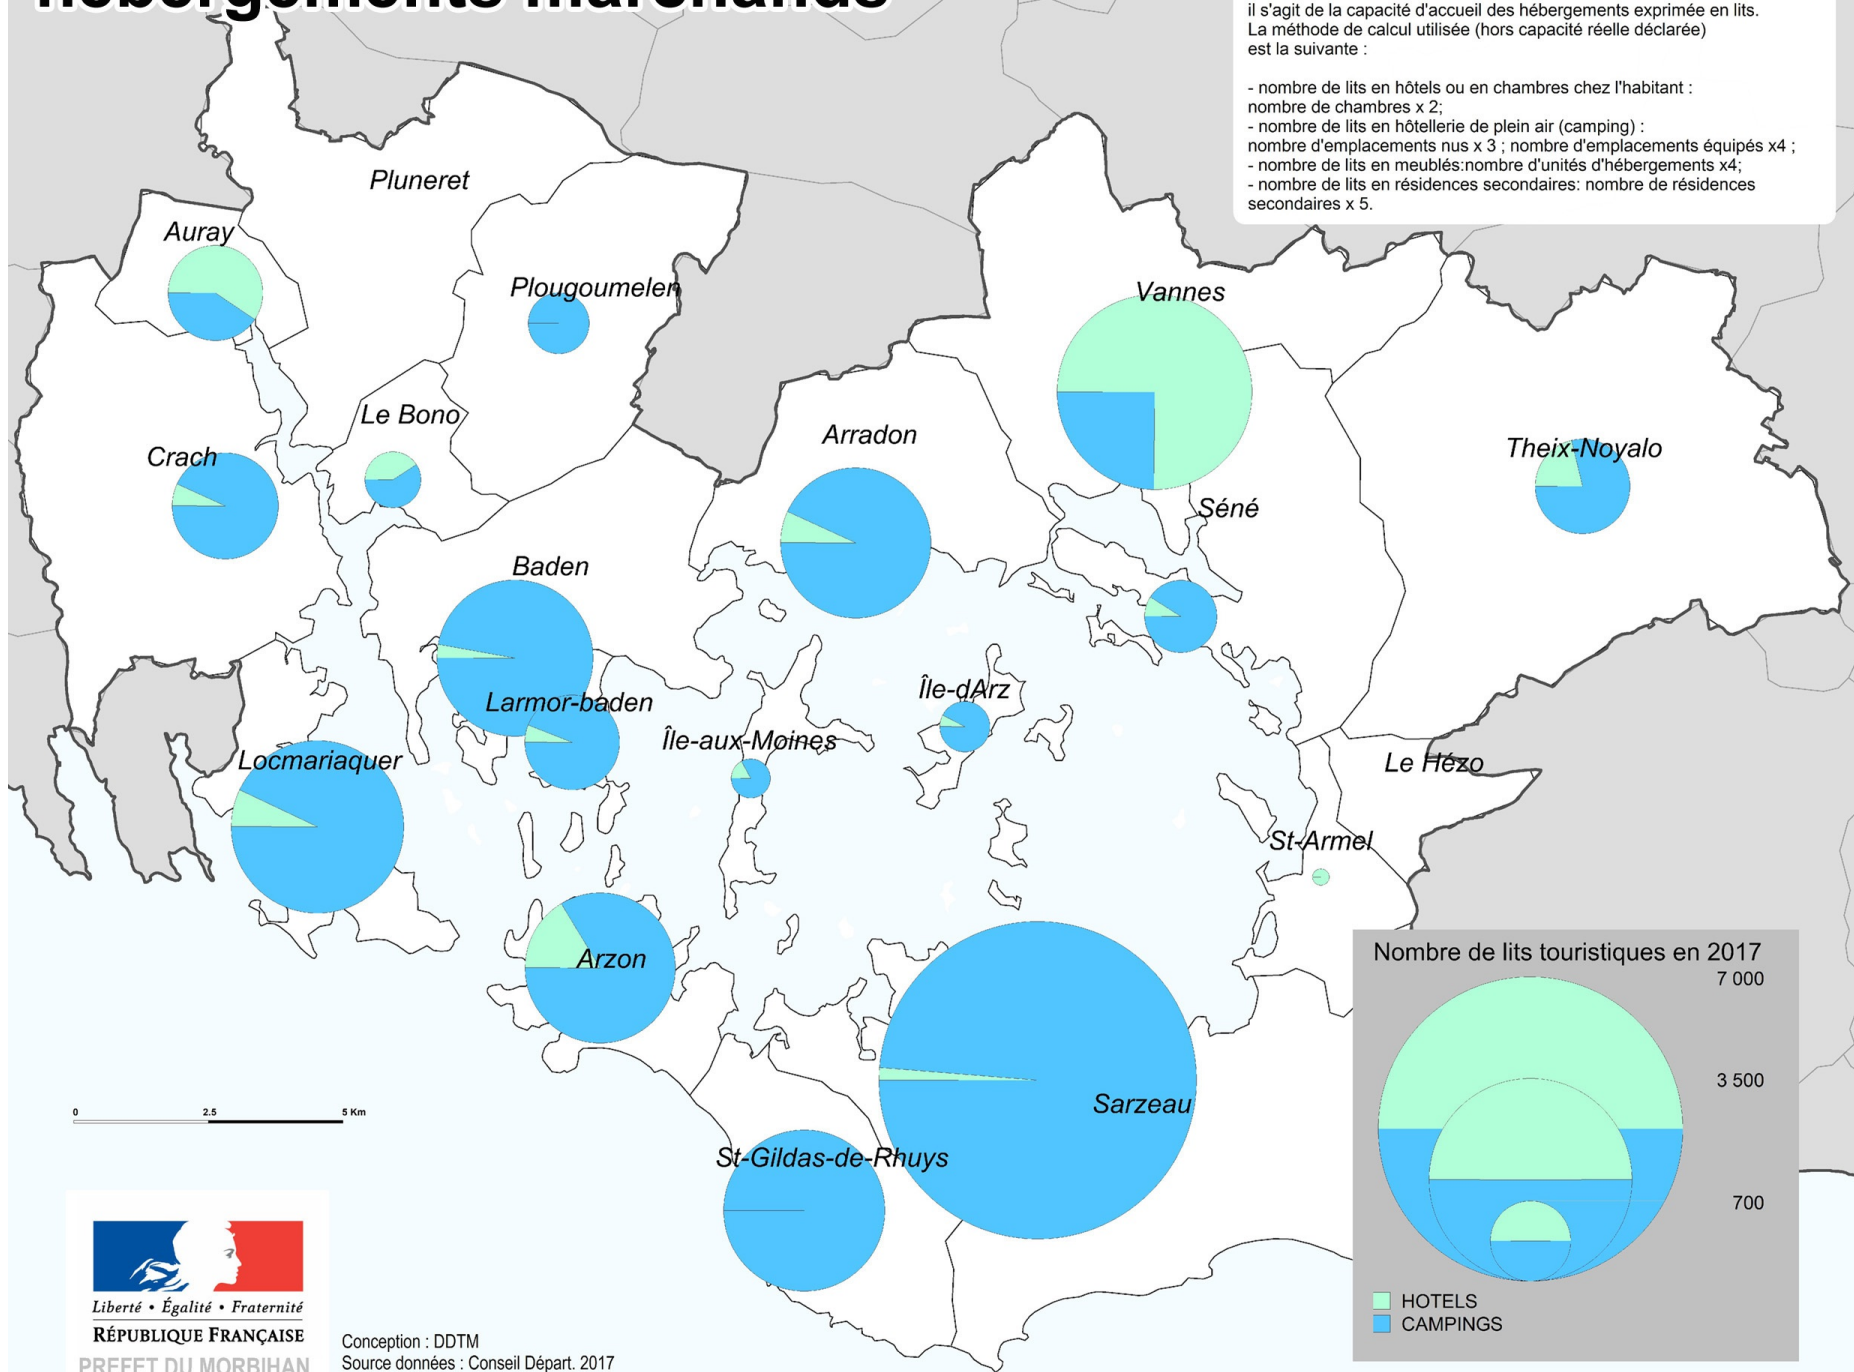 hébergements marchands
il s'agit de la capacité d'accueil des hébergements exprimée en lits.
La méthode de calcul utilisée (hors capacité réelle déclarée)
est la suivante :
- nombre de lits en hôtels ou en chambres chez l'habitant :
nombre de chambres x 2;
- nombre de lits en hôtellerie de plein air (camping) :
nombre d'emplacements nus x 3 ; nombre d'emplacements équipés x4 ;
- nombre de lits en meublés:nombre d'unités d'hébergements x4;
- nombre de lits en résidences secondaires: nombre de résidences
secondaires x 5.
Pluneret
Auray
Plougoumelen
Vannes
Le Bono
Arradon
Crach
Theix-Noyalo
Séné
Baden
Larmor-baden
Île-dArz
Île-aux-Moines
Locmariaquer
Le Hézo
St-Armel
Arzon
Sarzeau
St-Gildas-de-Rhuys
0 2.5 5 Km
Nombre de lits touristiques en 2017
7 000
3 500
700
HOTELS
CAMPINGS
Liberté • Égalité • Fraternité
RÉPUBLIQUE FRANÇAISE
PREFET DU MORBIHAN
Conception : DDTM
Source données : Conseil Départ. 2017